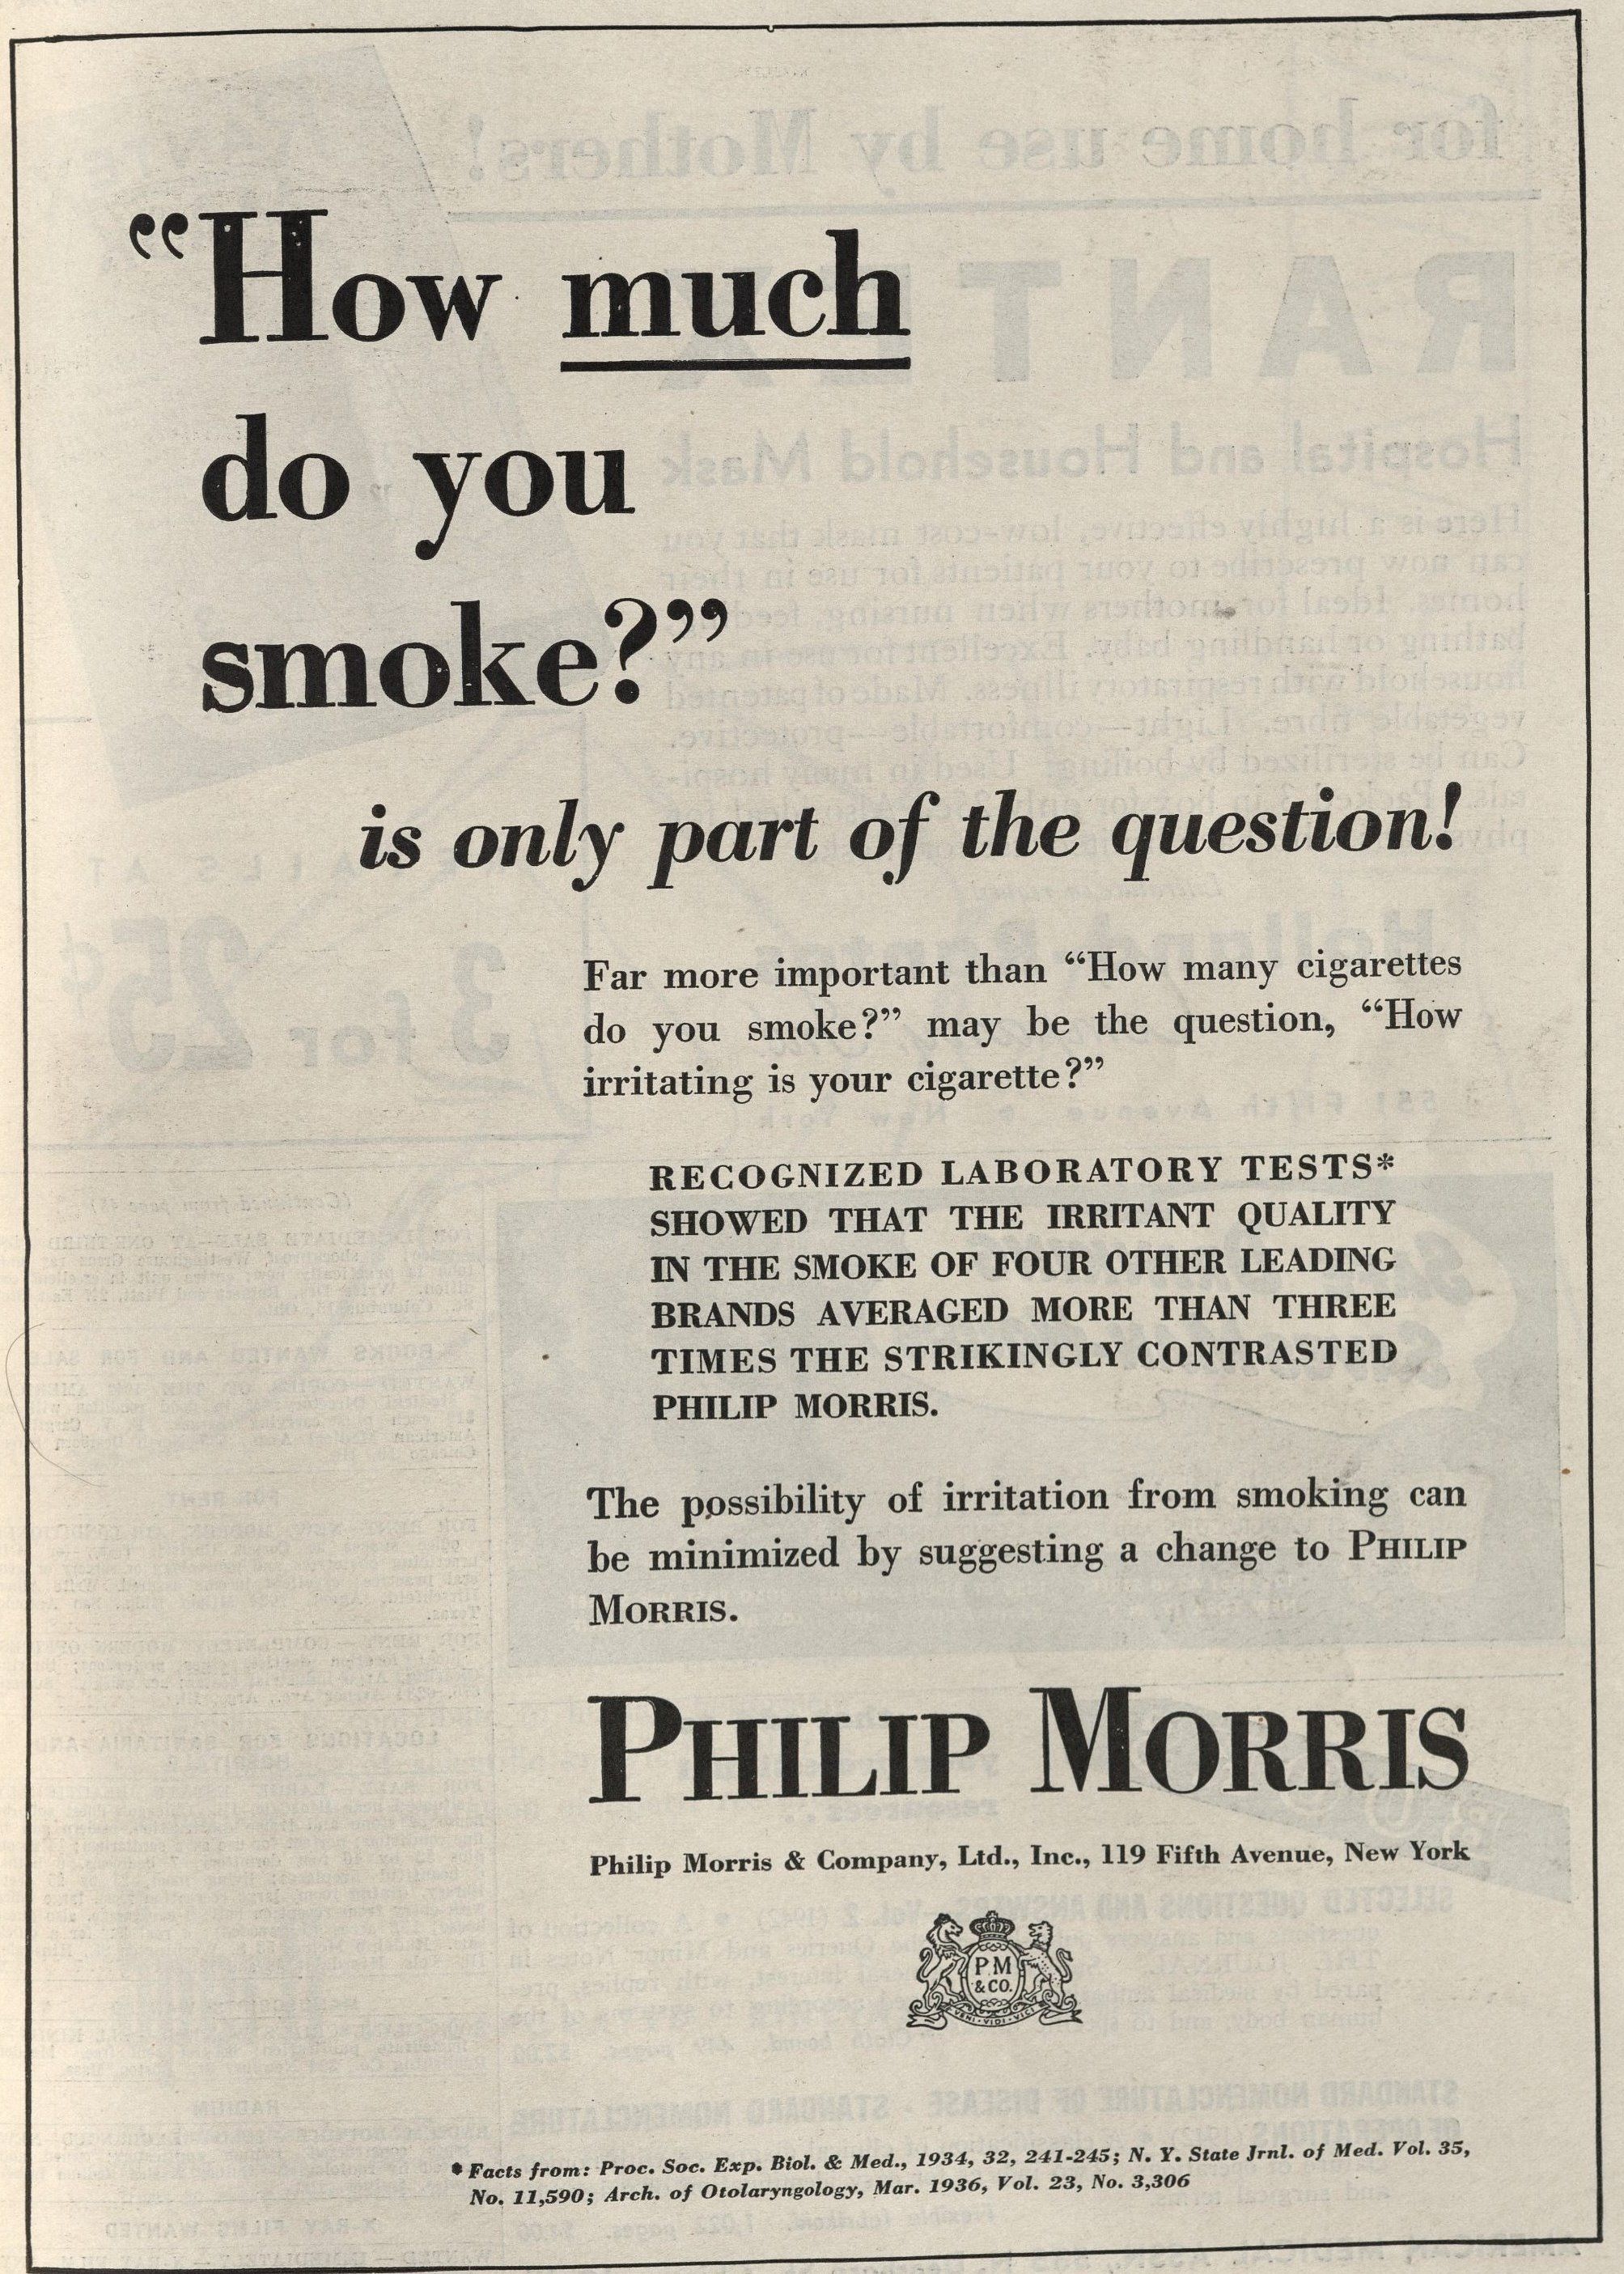 “How much
do you
smoke?”
is only part of the question!
Far more important than “How many cigarettes
do you smoke?” may be the question, “How
irritating is your cigarette?”
RECOGNIZED LABORATORY TESTS*
SHOWED THAT THE IRRITANT QUALITY
IN THE SMOKE OF FOUR OTHER LEADING
BRANDS AVERAGED MORE THAN THREE
TIMES THE STRIKINGLY CONTRASTED
PHILIP MORRIS.
The possibility of irritation from smoking can
be minimized by suggesting a change to PHILIP
MORRIS.
PHILIP MORRIS
Philip Morris & Company, Ltd., Inc., 119 Fifth Avenue, New York
PM
& CO.
VENI·VIDI·VICI
*Facts from: Proc. Soc. Exp. Biol. & Med., 1934, 32, 241-245; N. Y. State Jrnl. of Med. Vol. 35,
No. 11,590; Arch. of Otolaryngology, Mar. 1936, Vol. 23, No. 3,306